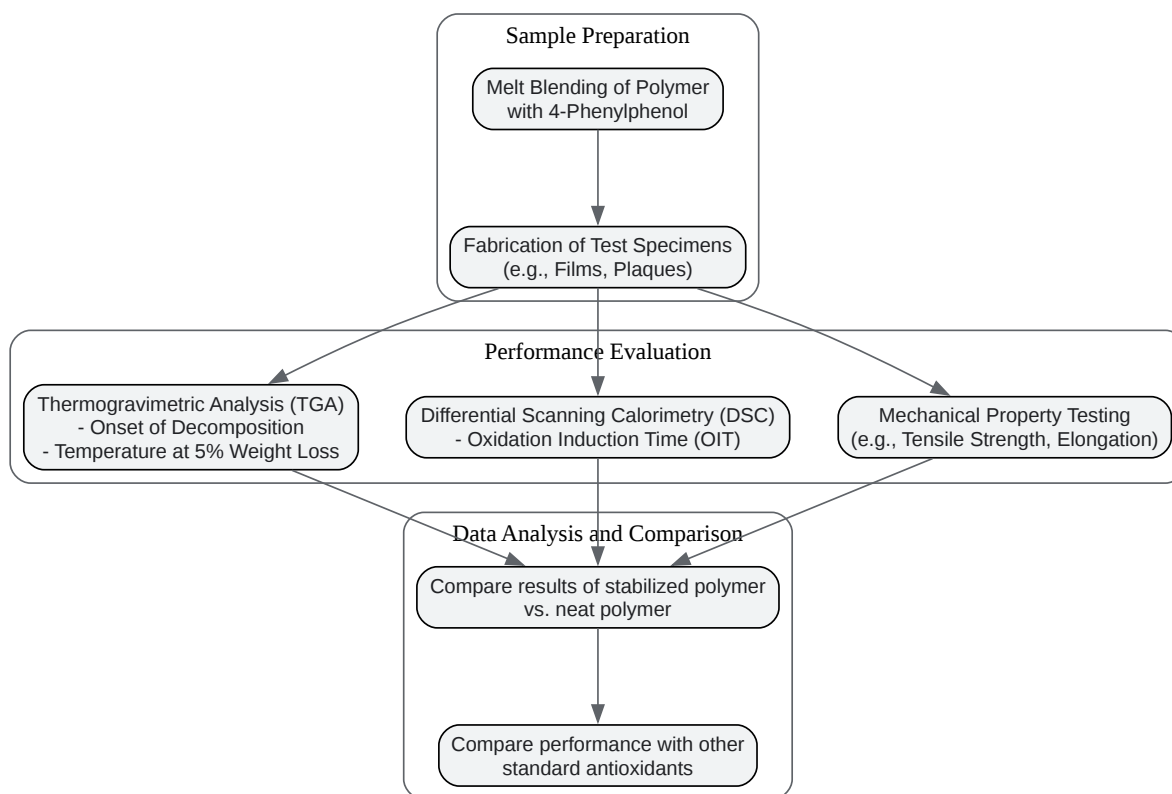 Sample Preparation
Melt Blending of Polymer
with 4-Phenylphenol
Fabrication of Test Specimens
(e.g., Films, Plaques)
Performance Evaluation
Thermogravimetric Analysis (TGA)
- Onset of Decomposition
- Temperature at 5% Weight Loss
Differential Scanning Calorimetry (DSC)
- Oxidation Induction Time (OIT)
Mechanical Property Testing
(e.g., Tensile Strength, Elongation)
Data Analysis and Comparison
Compare results of stabilized polymer
vs. neat polymer
Compare performance with other
standard antioxidants